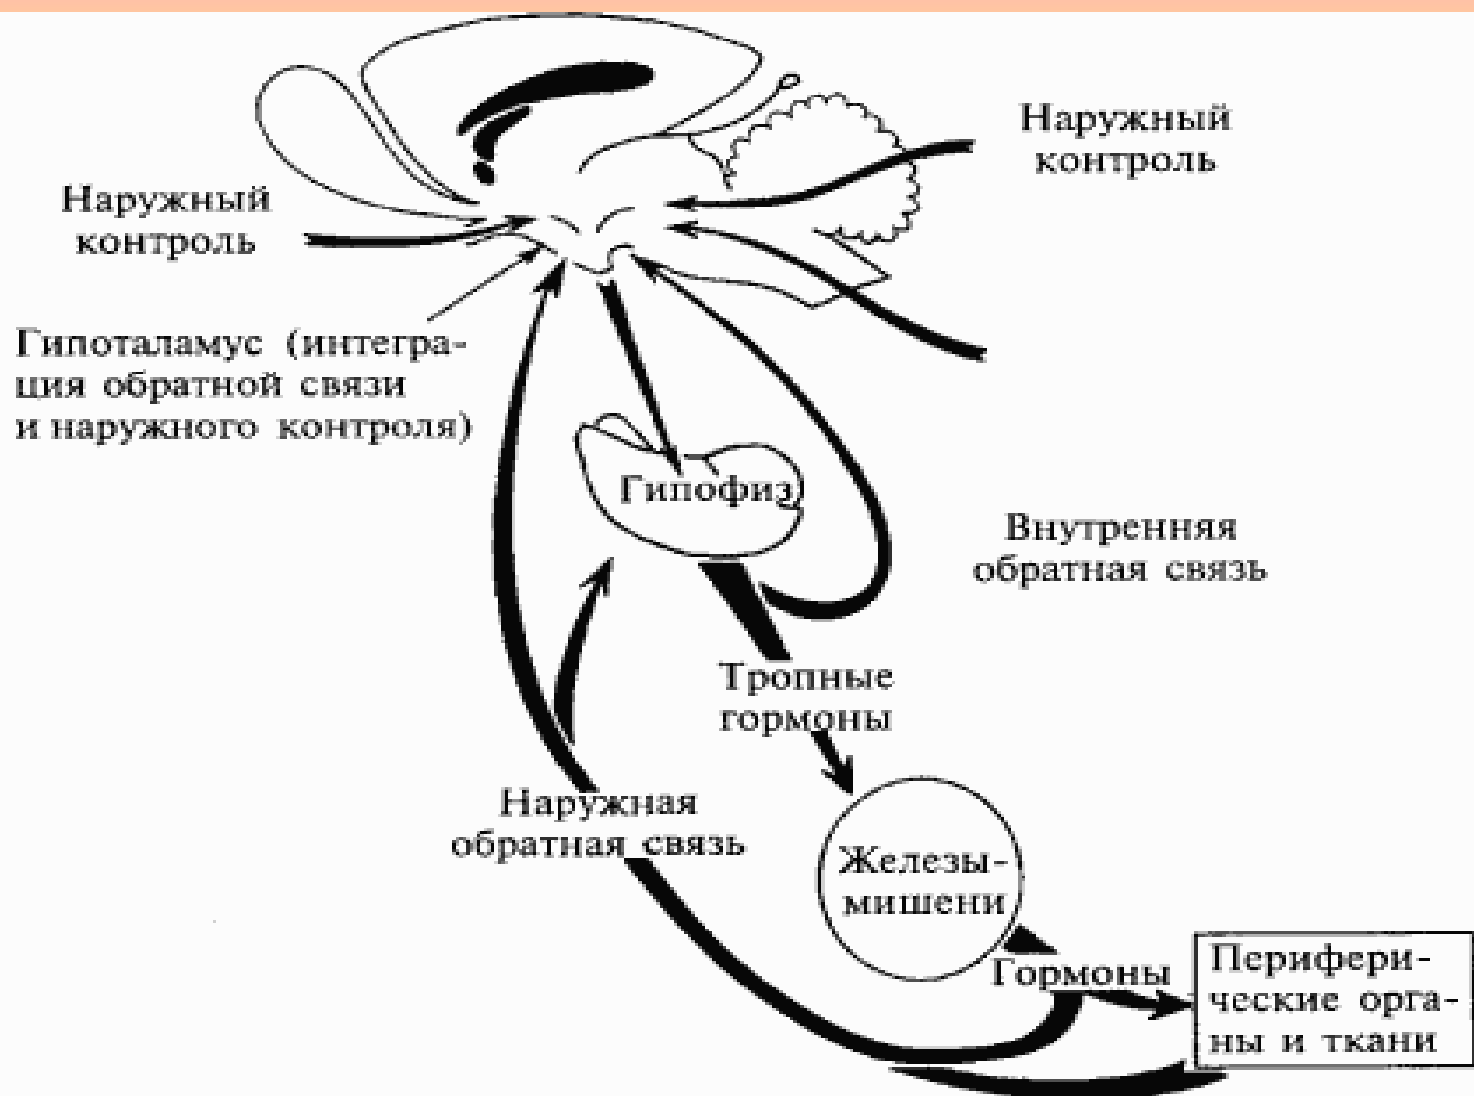 Наружный
контроль
Наружный
контроль
Гипоталамус (интегра-
ция обратной связи
и наружного контроля)
Гипофиз
Внутренняя
обратная связь
Тропные
гормоны
Наружная
обратная связь
Железы-
мишени
Гормоны
Перифери-
ческие орга-
ны и ткани